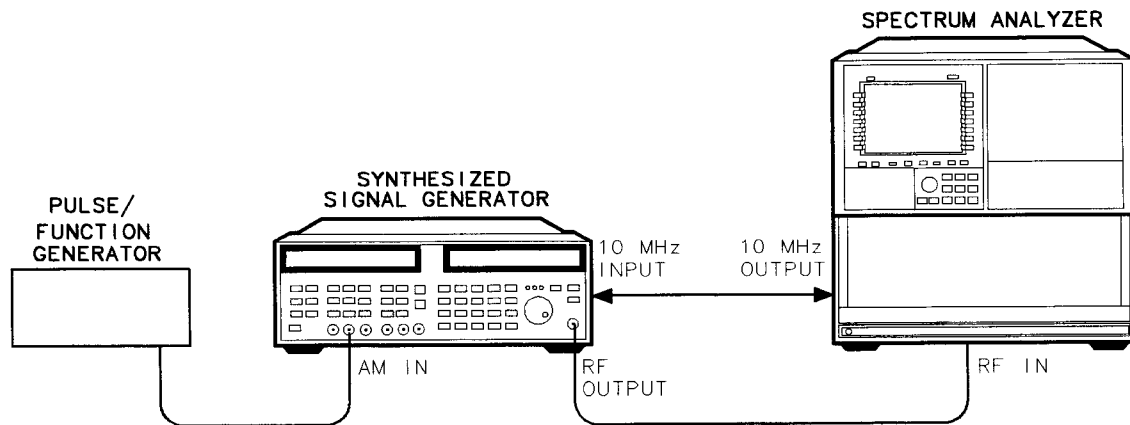 SPECTRUM ANALYZER
SYNTHESIZED
SIGNAL GENERATOR
PULSE/
FUNCTION
GENERATOR
10 MHz
INPUT
10 MHz
OUTPUT
AM IN
RF
OUTPUT
RF IN